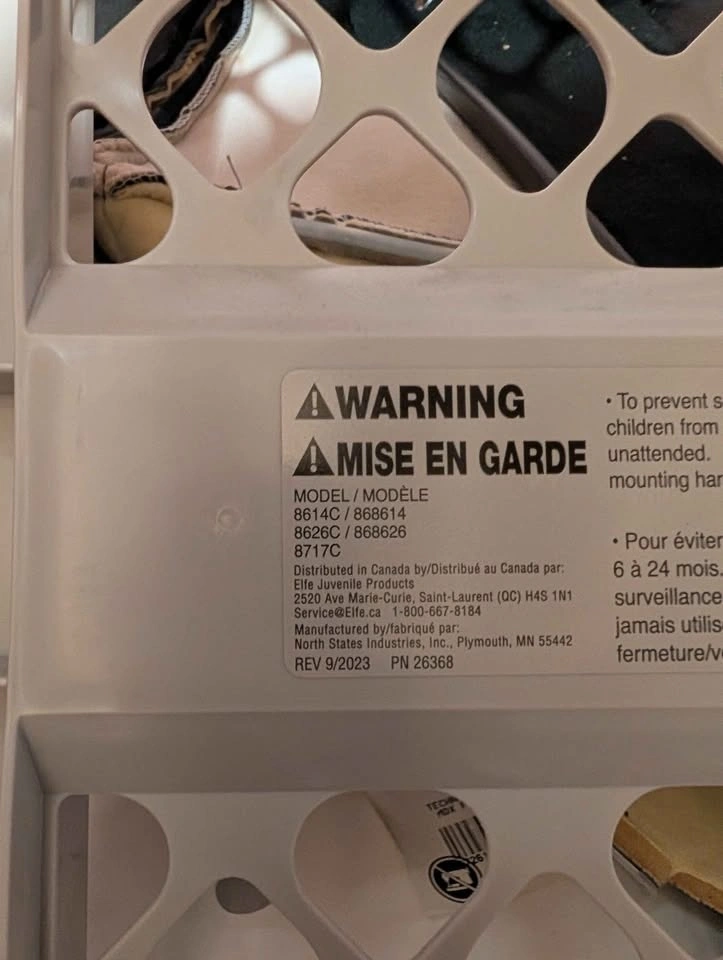 WARNING
MISE EN GARDE
MODEL / MODÈLE
8614C / 868614
8626C / 868626
8717C
Distributed in Canada by/Distribué au Canada par:
Elfe Juvenile Products
2520 Ave Marie-Curie, Saint-Laurent (QC) H4S 1N1
Service@Elfe.ca 1-800-667-8184
Manufactured by/fabriqué par:
North States Industries, Inc., Plymouth, MN 55442
REV 9/2023 PN 26368
• To prevent
children from
unattended.
mounting
• Pour éviter
6 à 24 mois.
surveillance
jamais